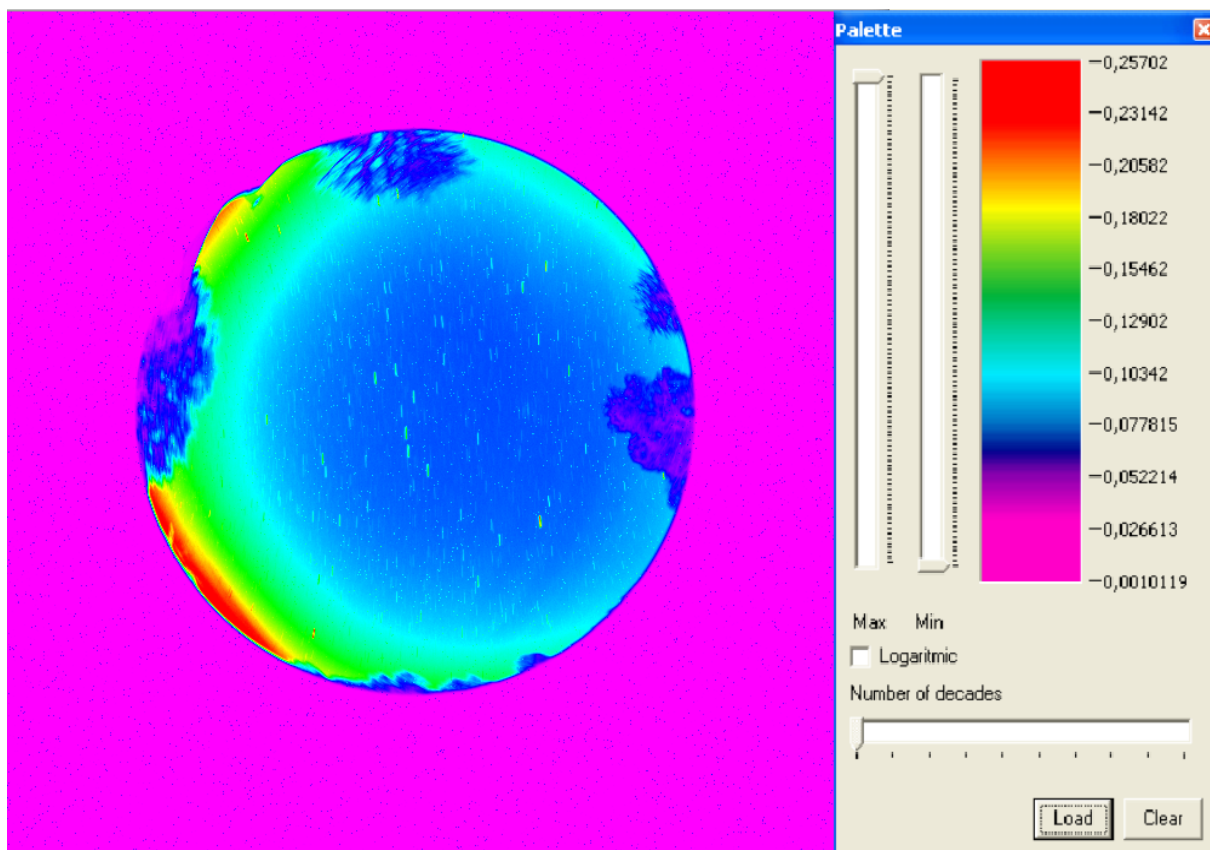 Palette
0,25702
0,23142
0,20582
0,18022
0,15462
0,12902
0,10342
0,077815
0,052214
0,026613
0,0010119
Max Min
Logaritmic
Number of decades
Load Clear